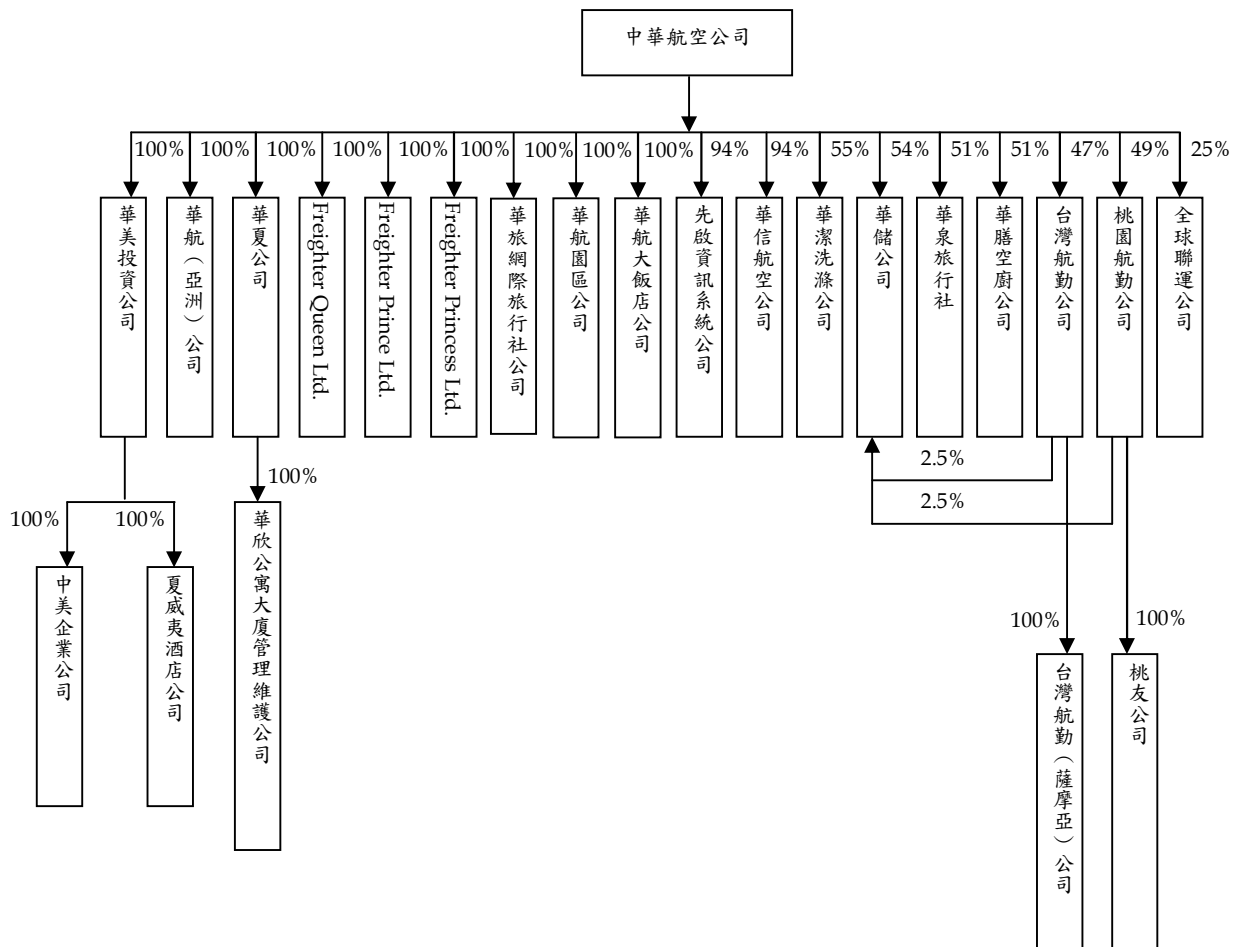 中華航空公司
100%
100%
100%
100%
100%
100%
100%
100%
100%
94%
94%
55%
54%
51%
51%
47%
49%
25%
華美投資公司
華航（亞洲）公司
華夏公司
Freighter Queen Ltd.
Freighter Prince Ltd.
Freighter Princess Ltd.
華旅網際旅行社公司
華航園區公司
華航大飯店公司
先啟資訊系統公司
華信航空公司
華潔洗滌公司
華儲公司
華泉旅行社
華膳空廚公司
台灣航勤公司
桃園航勤公司
全球聯運公司
2.5%
100%
2.5%
100%
100%
中美企業公司
夏威夷酒店公司
華欣公寓大廈管理維護公司
100%
100%
台灣航勤（薩摩亞）公司
桃友公司